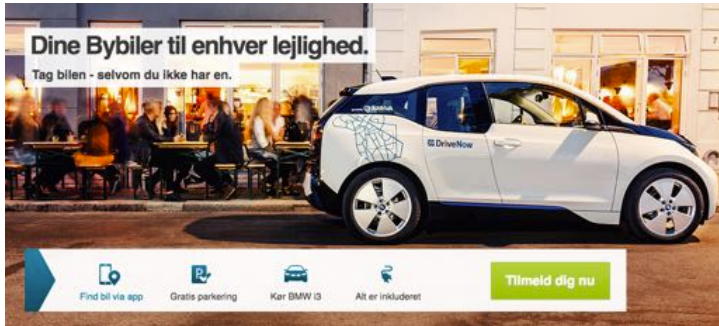 Dine Bybiler til enhver lejlighed.
Tag bilen - selvom du ikke har en.
DriveNow
Find bil via app
Gratis parkering
Kør BMW i3
Alt er inkluderet
Tilmeld dig nu